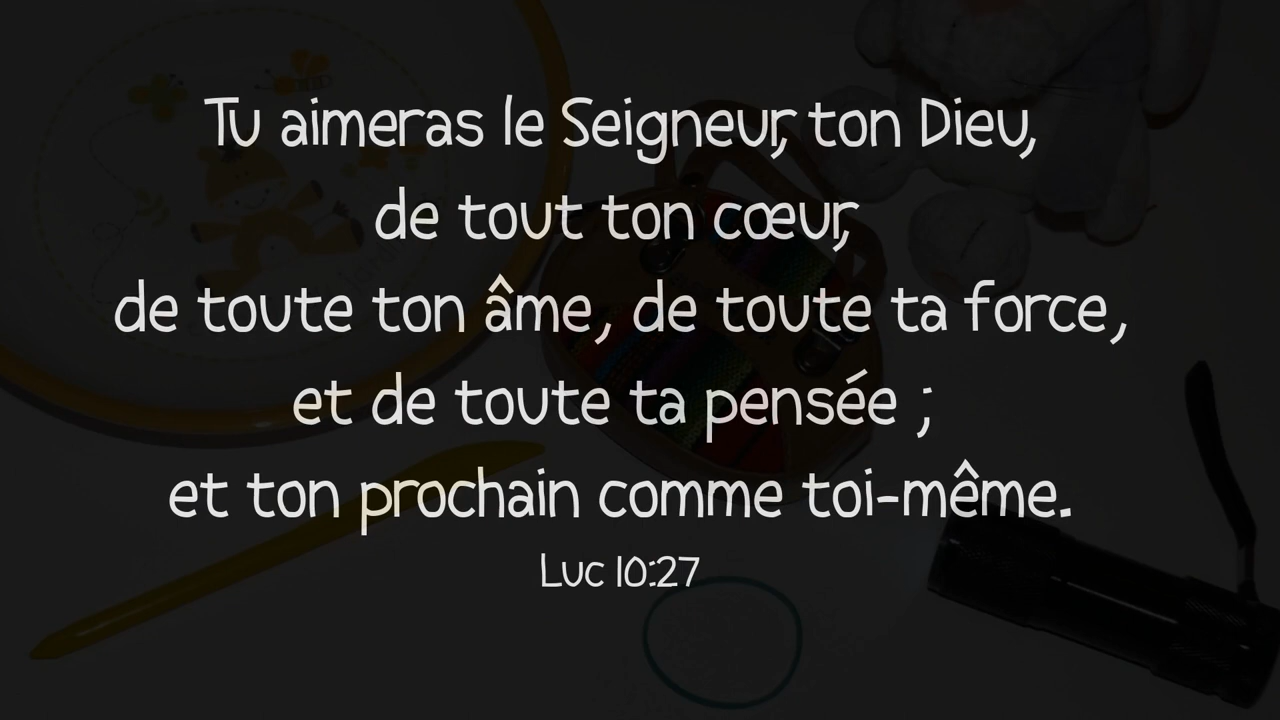 Tu aimeras le Seigneur, ton Dieu,
de tout ton cœur,
de toute ton âme, de toute ta force,
et de toute ta pensée ;
et ton prochain comme toi-même.
Luc 10:27